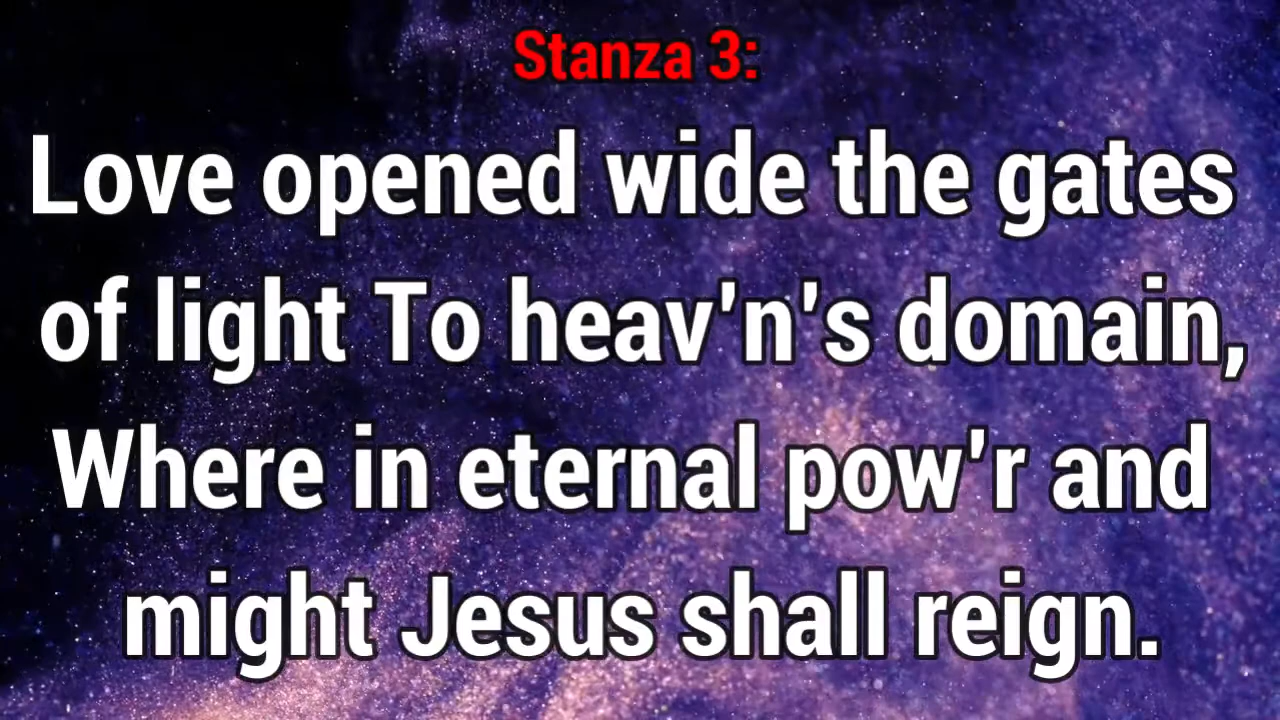 Stanza 3:
Love opened wide the gates
of light To heav'n's domain,
Where in eternal pow'r and
might Jesus shall reign.